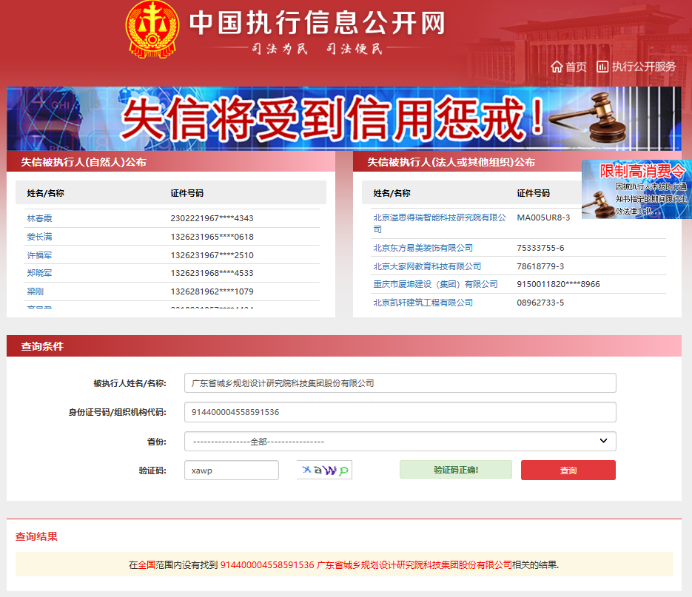 中国执行信息公开网
司法为民 司法便民
首页 执行公开服务
失信将受到信用惩戒!
失信被执行人(自然人)公布
姓名/名称 证件号码
林春霞 2302221967****4343
姜长满 1326231965****0618
许摘军 1326231967****2510
郑晓军 1326231968****4533
梁刚 1326281962****1079
失信被执行人(法人或其他组织)公布
限制高消费令
姓名/名称 证件号码
北京溢思得瑞智能科技研究院有限公司 MA005UR8-3
北京东方易美装饰有限公司 75333755-6
北京大家网教育科技有限公司 78618779-3
重庆市厦坤建设(集团)有限公司 9150011820****8966
北京凯轩建筑工程有限公司 08962733-5
查询条件
被执行人姓名/名称: 广东省城乡规划设计研究院科技集团股份有限公司
身份证号码/组织机构代码: 914400004558591536
省份: ----------------全部----------------
验证码: xawp xaWp 验证码正确! 查询
查询结果
在全国范围内没有找到 914400004558591536 广东省城乡规划设计研究院科技集团股份有限公司相关的结果.